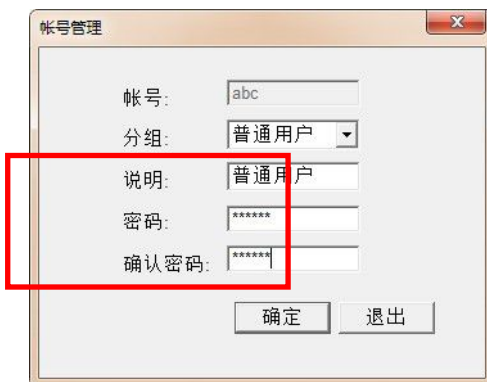 帐号管理
帐号: abc
分组: 普通用户
说明: 普通用户
密码: ******
确认密码: ******
确定 退出